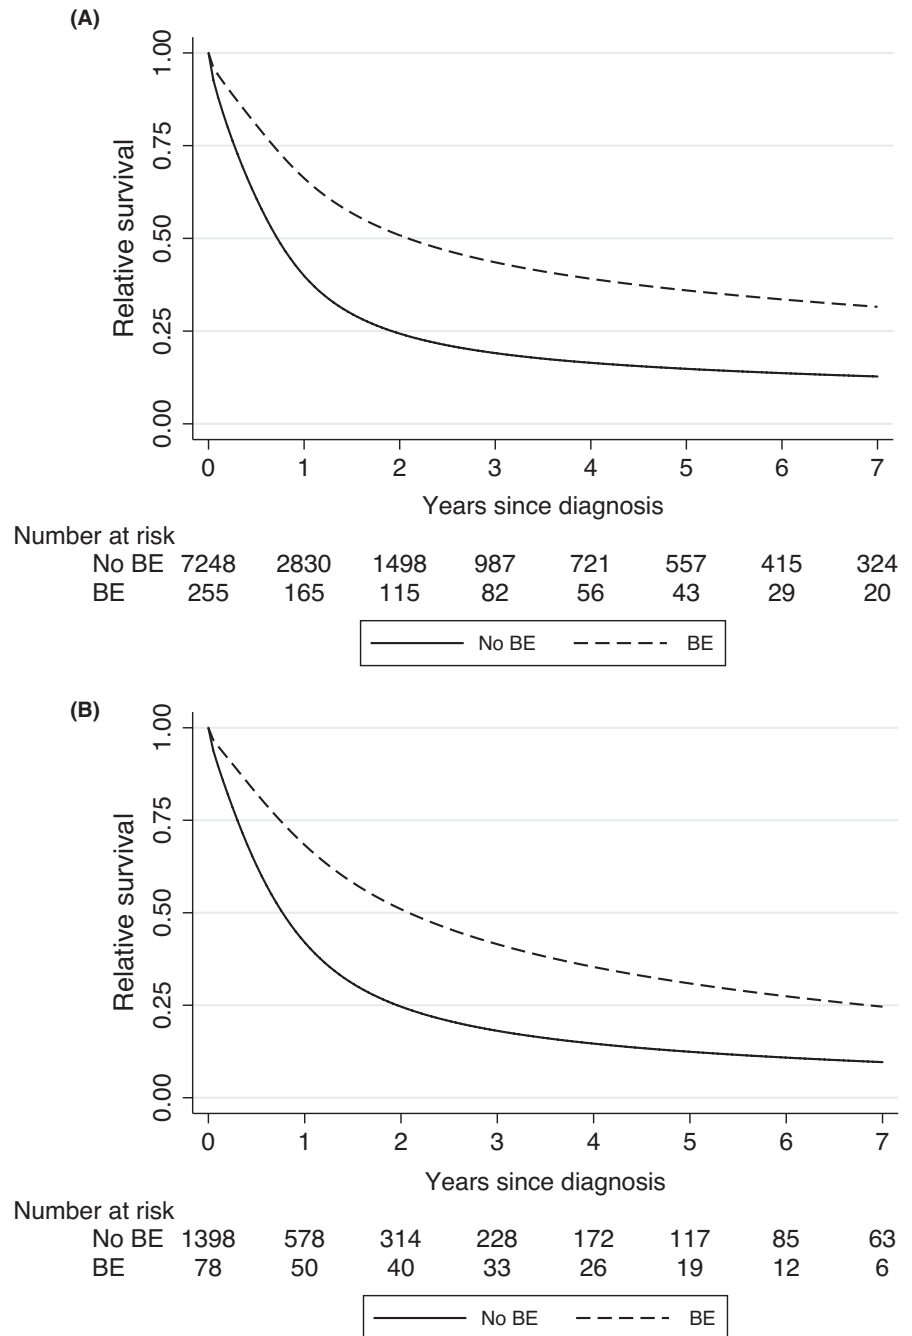 (A)
Relative survival
1.00
0.75
0.50
0.25
0.00
0 1 2 3 4 5 6 7
Years since diagnosis
Number at risk
No BE 7248 2830 1498 987 721 557 415 324
BE 255 165 115 82 56 43 29 20
No BE BE
(B)
Relative survival
1.00
0.75
0.50
0.25
0.00
0 1 2 3 4 5 6 7
Years since diagnosis
Number at risk
No BE 1398 578 314 228 172 117 85 63
BE 78 50 40 33 26 19 12 6
No BE BE